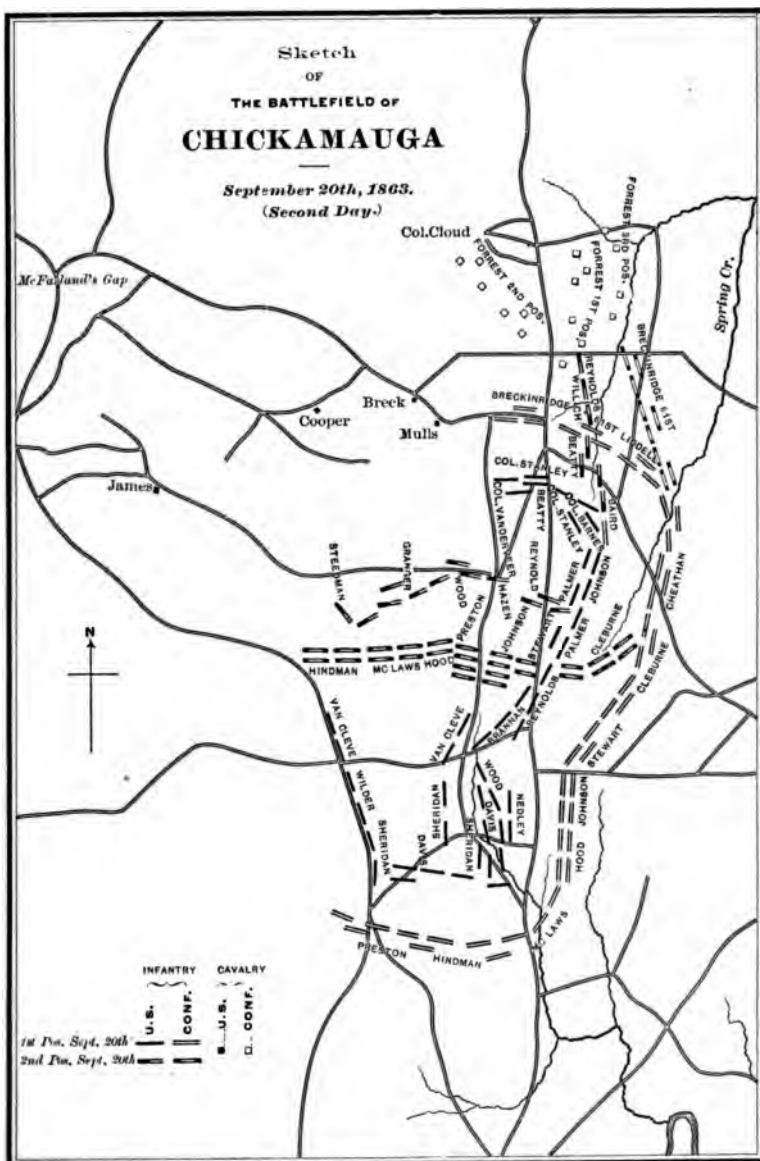 Sketch
OF
THE BATTLEFIELD OF
CHICKAMAUGA
September 20th, 1863.
(Second Day.)
Col.Cloud
FORREST 2ND POS.
FORREST 1ST POS.
FORREST 3RD POS.
Spring Cr.
McFarland's Gap
BRECKINRIDGE 1ST
REYNOLDS
WILLICH
BEATTY
Breck
Cooper
Mulls
BRECKINRIDGE
LIDDELL
James
COL.STANLEY
COL.VANDERVEER
BEATTY
COL.STANLEY
COL.BARNES
BAIRD
STEEDMAN
GRANGER
WOOD
HAZEN
REYNOLD
PALMER
JOHNSON
CHEATHAN
N
PRESTON
JOHNSON
STEWART
PALMER
CLEBURNE
HINDMAN
MC LAWS
HOOD
REYNOLDS
CLEBURNE
VAN CLEVE
VAN CLEVE
BRANNAN
STEWART
WILDER
WOOD
SHERIDAN
SHERIDAN
DAVIS
SHERIDAN
DAVIS
NEDLEY
JOHNSON
HOOD
LAWS
PRESTON
HINDMAN
INFANTRY
CAVALRY
U.S.
CONF.
U.S.
CONF.
1st Pos. Sept. 20th
2nd Pos. Sept. 20th